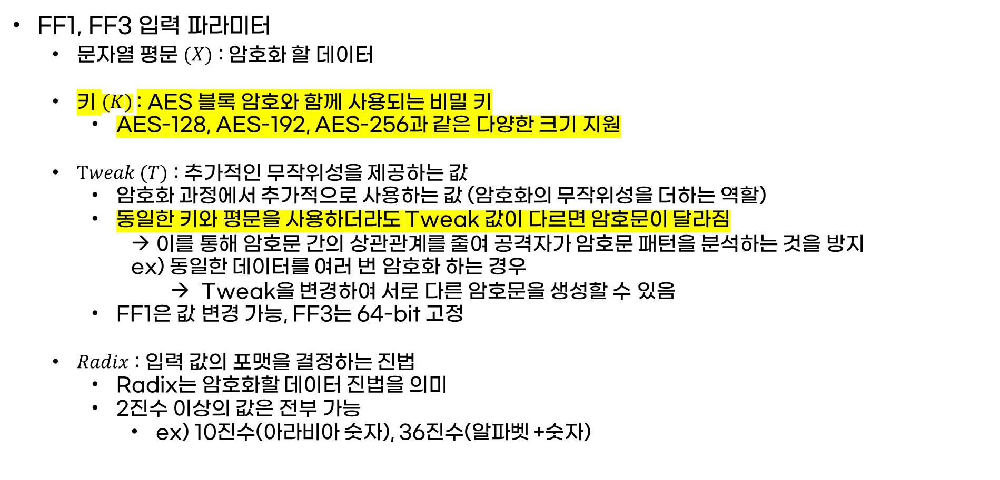 • FF1, FF3 입력 파라미터
• 문자열 평문 (X) : 암호화 할 데이터
• 키 (K) : AES 블록 암호와 함께 사용되는 비밀 키
• AES-128, AES-192, AES-256과 같은 다양한 크기 지원
• Tweak (T) : 추가적인 무작위성을 제공하는 값
• 암호화 과정에서 추가적으로 사용하는 값 (암호화의 무작위성을 더하는 역할)
• 동일한 키와 평문을 사용하더라도 Tweak 값이 다르면 암호문이 달라짐
→ 이를 통해 암호문 간의 상관관계를 줄여 공격자가 암호문 패턴을 분석하는 것을 방지
ex) 동일한 데이터를 여러 번 암호화 하는 경우
→ Tweak을 변경하여 서로 다른 암호문을 생성할 수 있음
• FF1은 값 변경 가능, FF3는 64-bit 고정
• Radix : 입력 값의 포맷을 결정하는 진법
• Radix는 암호화할 데이터 진법을 의미
• 2진수 이상의 값은 전부 가능
• ex) 10진수(아라비아 숫자), 36진수(알파벳 +숫자)